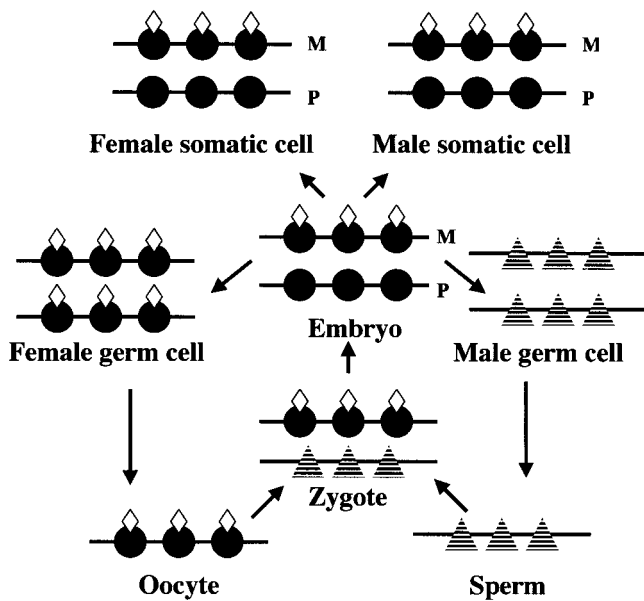 M
M
P
P
Female somatic cell
Male somatic cell
M
P
Embryo
Female germ cell
Male germ cell
Zygote
Oocyte
Sperm